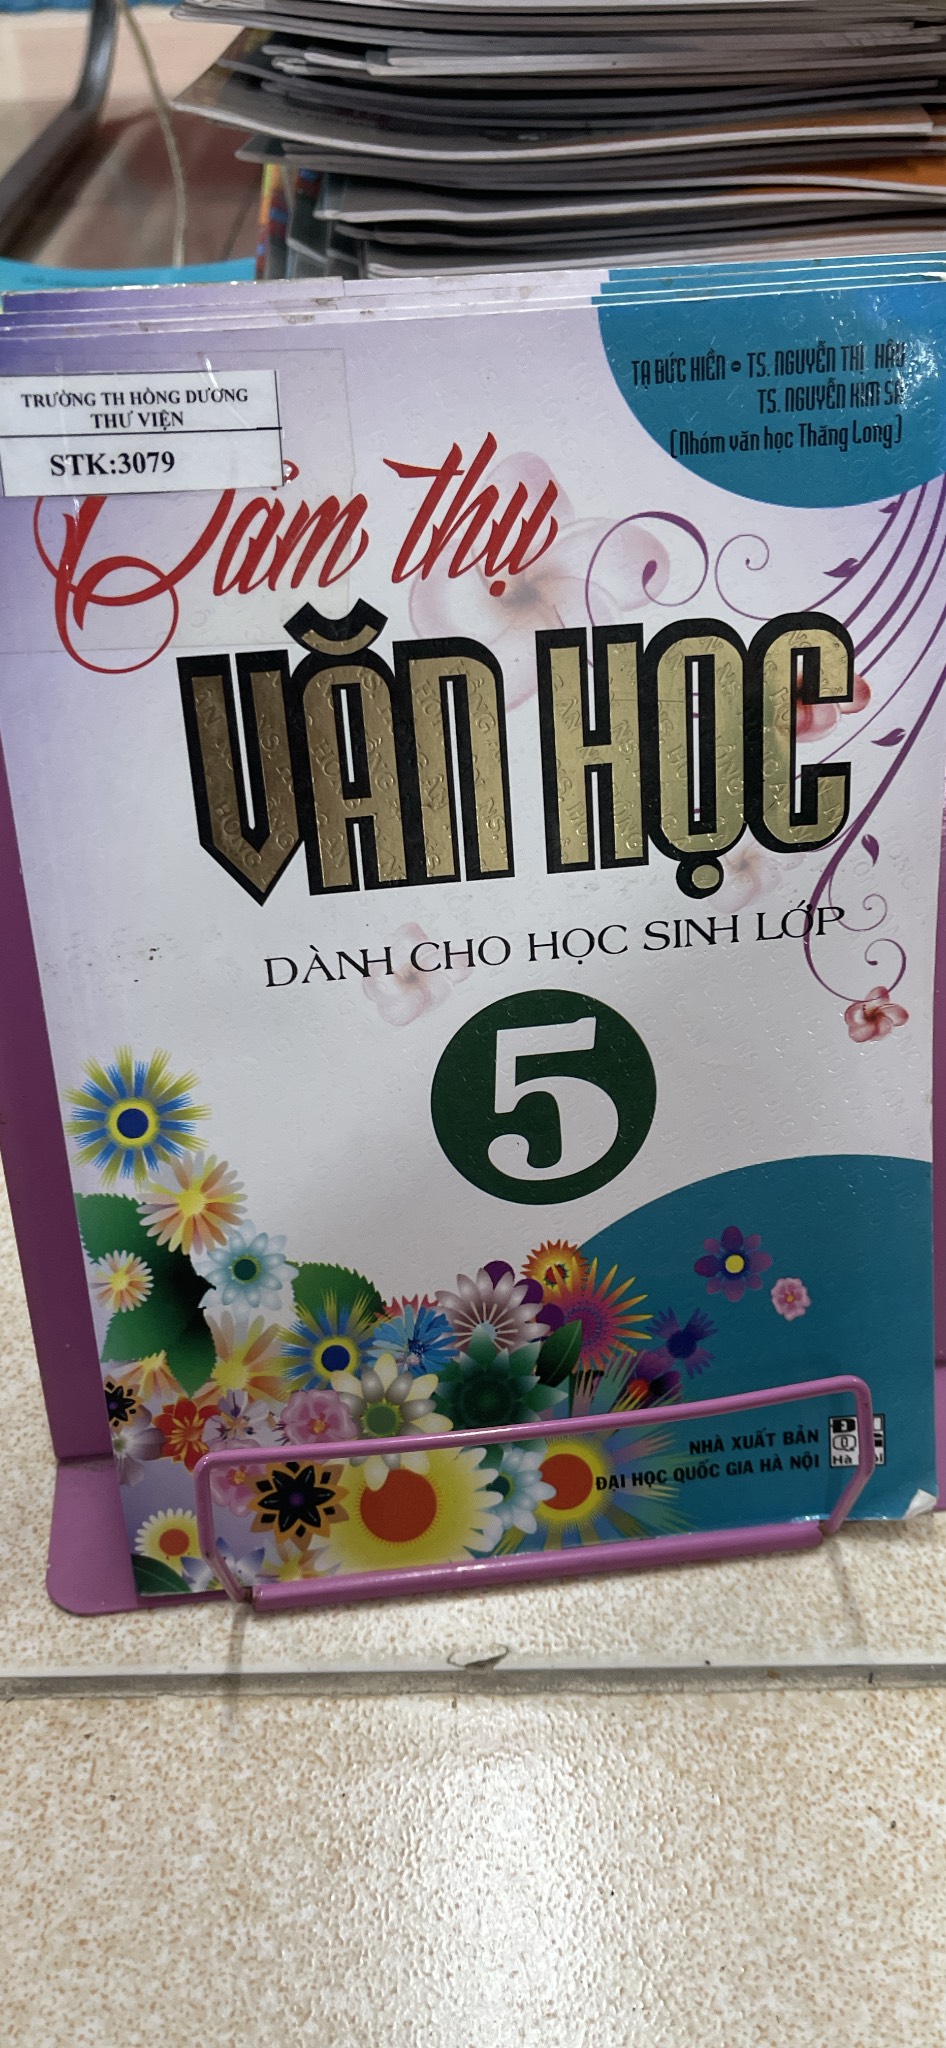 TẠ ĐỨC HIỀN - TS. NGUYỄN THỊ HẬU
TS. NGUYỄN KIM
(Nhóm văn học Thăng Long)
TRƯỜNG TH HỒNG DƯƠNG
THƯ VIỆN
STK:3079
Cảm thụ
VĂN HỌC
DÀNH CHO HỌC SINH LỚP
5
NHÀ XUẤT BẢN
ĐẠI HỌC QUỐC GIA HÀ NỘI